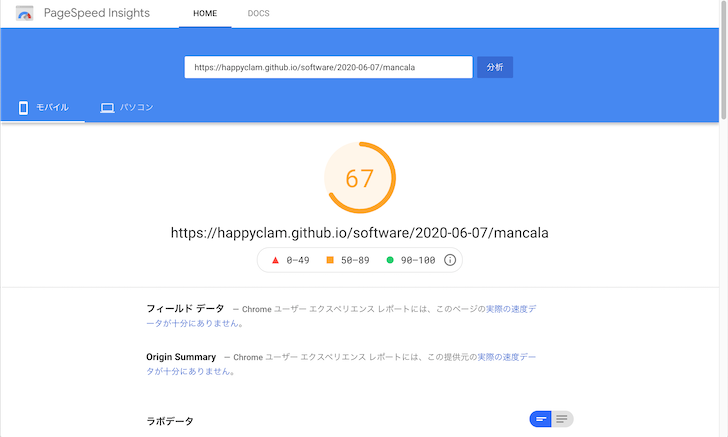 PageSpeed Insights HOME DOCS
https://happyclam.github.io/software/2020-06-07/mancala 分析
モバイル パソコン
67
https://happyclam.github.io/software/2020-06-07/mancala
0–49 50–89 90–100
フィールド データ — Chrome ユーザー エクスペリエンス レポートには、このページの実際の速度デ
ータが十分にありません。
Origin Summary — Chrome ユーザー エクスペリエンス レポートには、この提供元の実際の速度デー
タが十分にありません。
ラボデータ